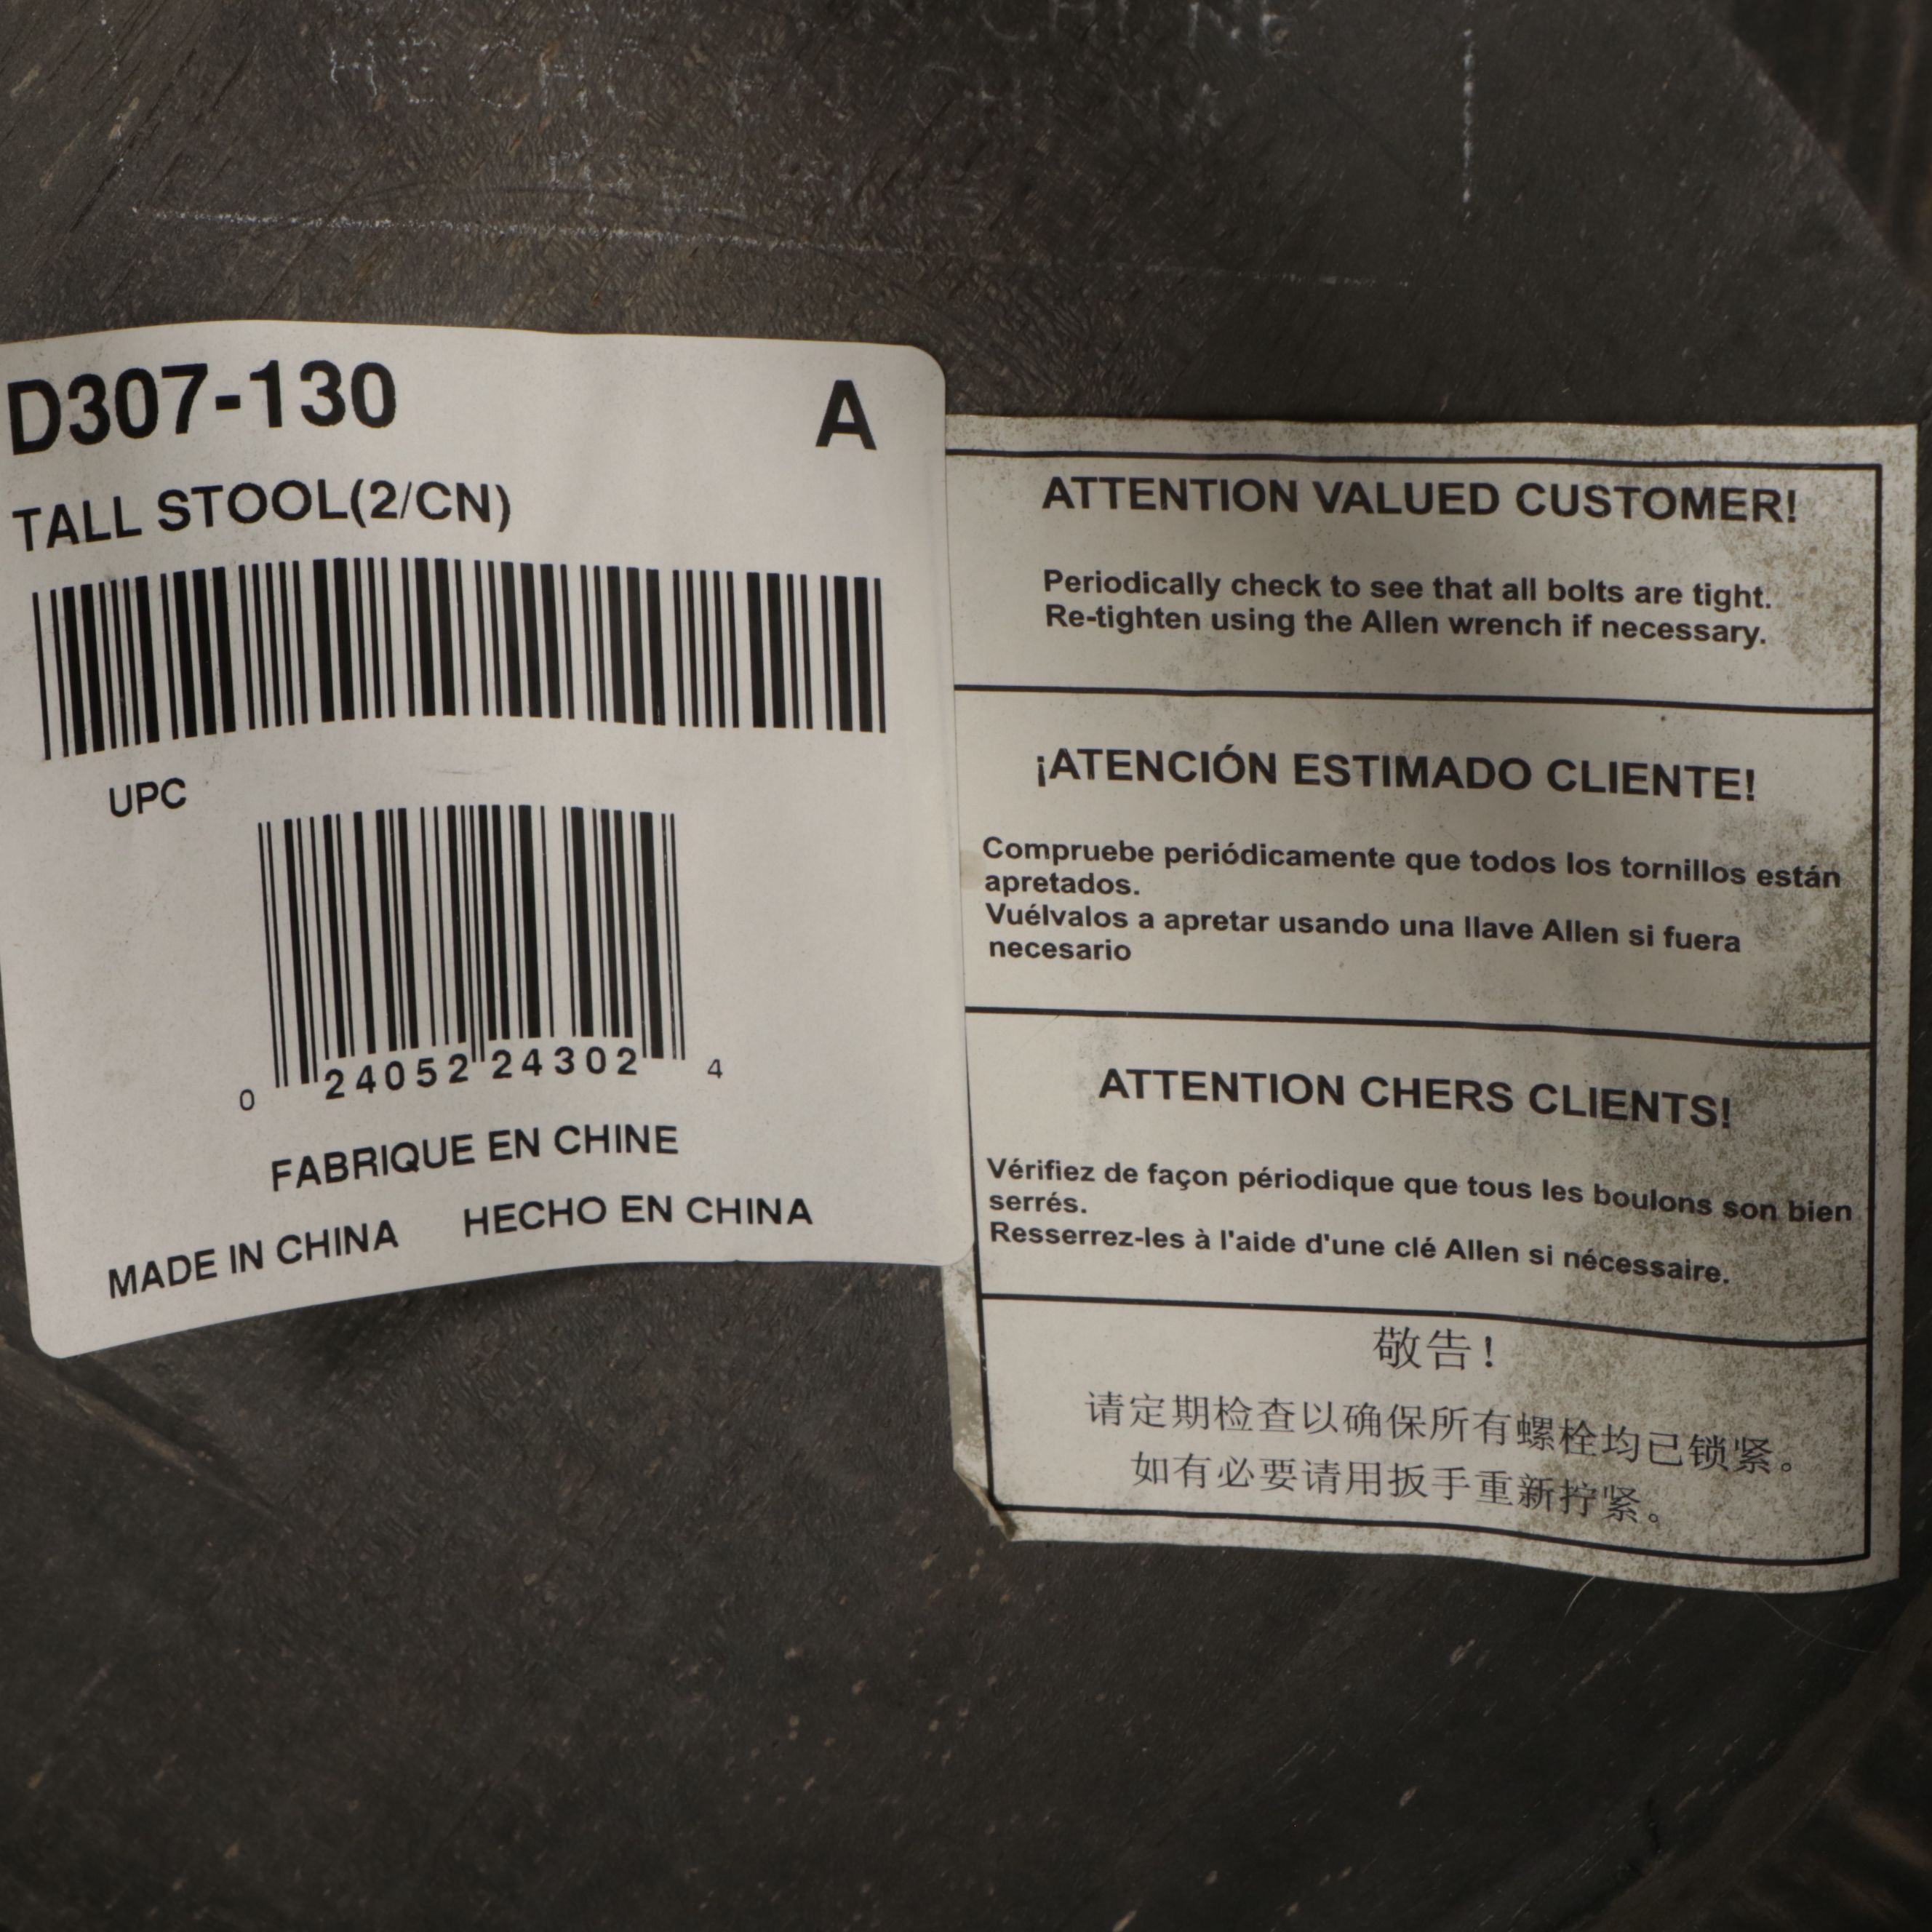 HECHO EN CHINA
D307-130 A
TALL STOOL(2/CN)
UPC
0 24052 24302 4
FABRIQUE EN CHINE
MADE IN CHINA HECHO EN CHINA
ATTENTION VALUED CUSTOMER!
Periodically check to see that all bolts are tight.
Re-tighten using the Allen wrench if necessary.
¡ATENCIÓN ESTIMADO CLIENTE!
Compruebe periódicamente que todos los tornillos están
apretados.
Vuélvalos a apretar usando una llave Allen si fuera
necesario
ATTENTION CHERS CLIENTS!
Vérifiez de façon périodique que tous les boulons son bien
serrés.
Resserrez-les à l'aide d'une clé Allen si nécessaire.
敬告!
请定期检查以确保所有螺栓均已锁紧。
如有必要请用扳手重新拧紧。